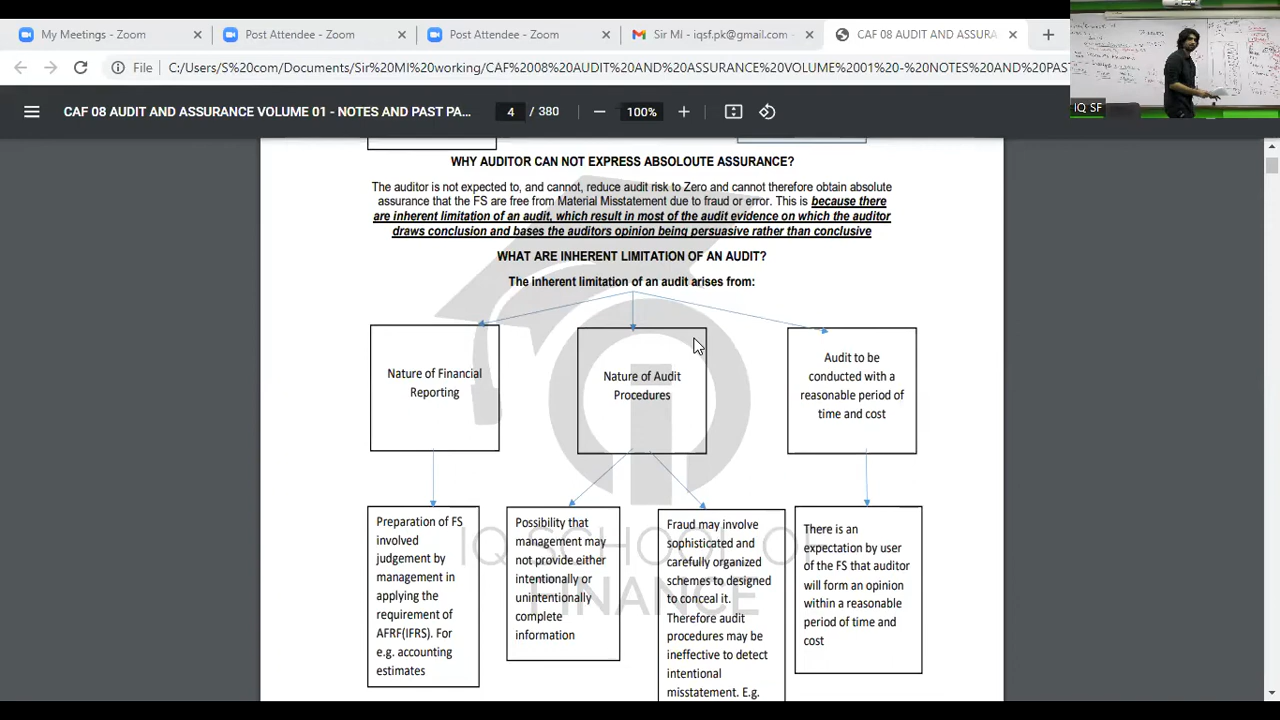 My Meetings - Zoom
Post Attendee - Zoom
Post Attendee - Zoom
Sir MI - iqsf.pk@gmail.com -
CAF 08 AUDIT AND ASSURA
File
C:/Users/S%20com/Documents/Sir%20 %20working/CAF%2008%20AUDIT%20AND%20ASSURANCE%20VOLUME%2001%20-%20NOTES%20AND%20PAST
IQ SF
CAF 08 AUDIT AND ASSURANCE VOLUME 01 - NOTES AND PAST PA...
4 / 380
100%
WHY AUDITOR CAN NOT EXPRESS ABSOLOUTE ASSURANCE?
The auditor is not expected to, and cannot, reduce audit risk to Zero and cannot therefore obtain absolute
assurance that the FS are free from Material Misstatement due to fraud or error. This is because there
are inherent limitation of an audit, which result in most of the audit evidence on which the auditor
draws conclusion and bases the auditors opinion being persuasive rather than conclusive
WHAT ARE INHERENT LIMITATION OF AN AUDIT?
The inherent limitation of an audit arises from:
Nature of Financial
Reporting
Nature of Audit
Procedures
Audit to be
conducted with a
reasonable period of
time and cost
Preparation of FS
involved
judgement by
management in
applying the
requirement of
AFRF(IFRS). For
e.g. accounting
estimates
Possibility that
management may
not provide either
intentionally or
unintentionally
complete
information
Fraud may involve
sophisticated and
carefully organized
schemes to designed
to conceal it.
Therefore audit
procedures may be
ineffective to detect
intentional
misstatement. E.g.
There is an
expectation by user
of the FS that auditor
will form an opinion
within a reasonable
period of time and
cost
IQ SCHOOL OF
FINANCE